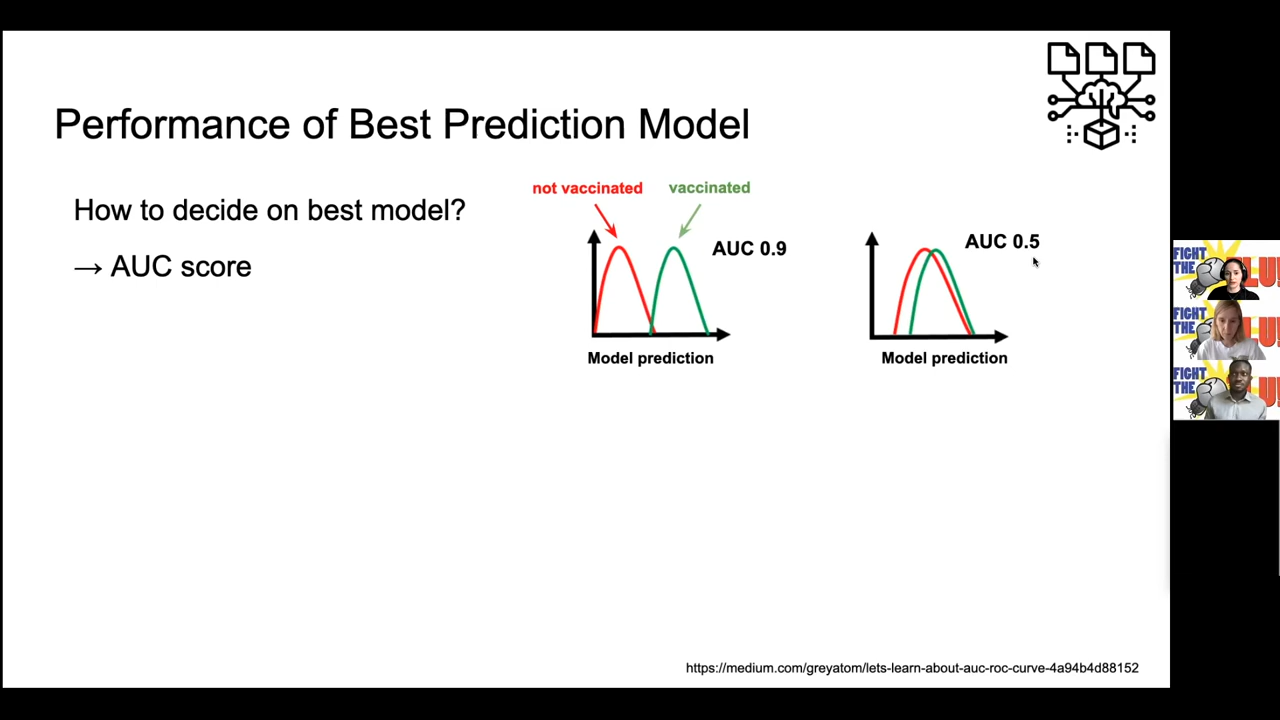 Performance of Best Prediction Model
How to decide on best model?
→ AUC score
not vaccinated
vaccinated
AUC 0.9
Model prediction
AUC 0.5
Model prediction
https://medium.com/greyatom/lets-learn-about-auc-roc-curve-4a94b4d88152
FIGHT
THE
LU!
FIGHT
THE
LU!
FIGHT
THE
U!